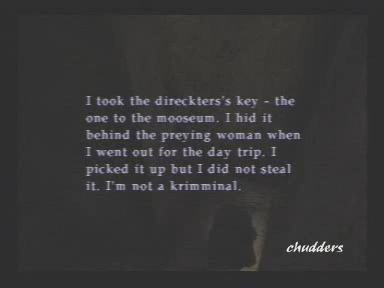 I took the direckters's key - the
one to the mooseum. I hid it
behind the preying woman when
I went out for the day trip. I
picked it up but I did not steal
it. I'm not a krimminal.
chudders